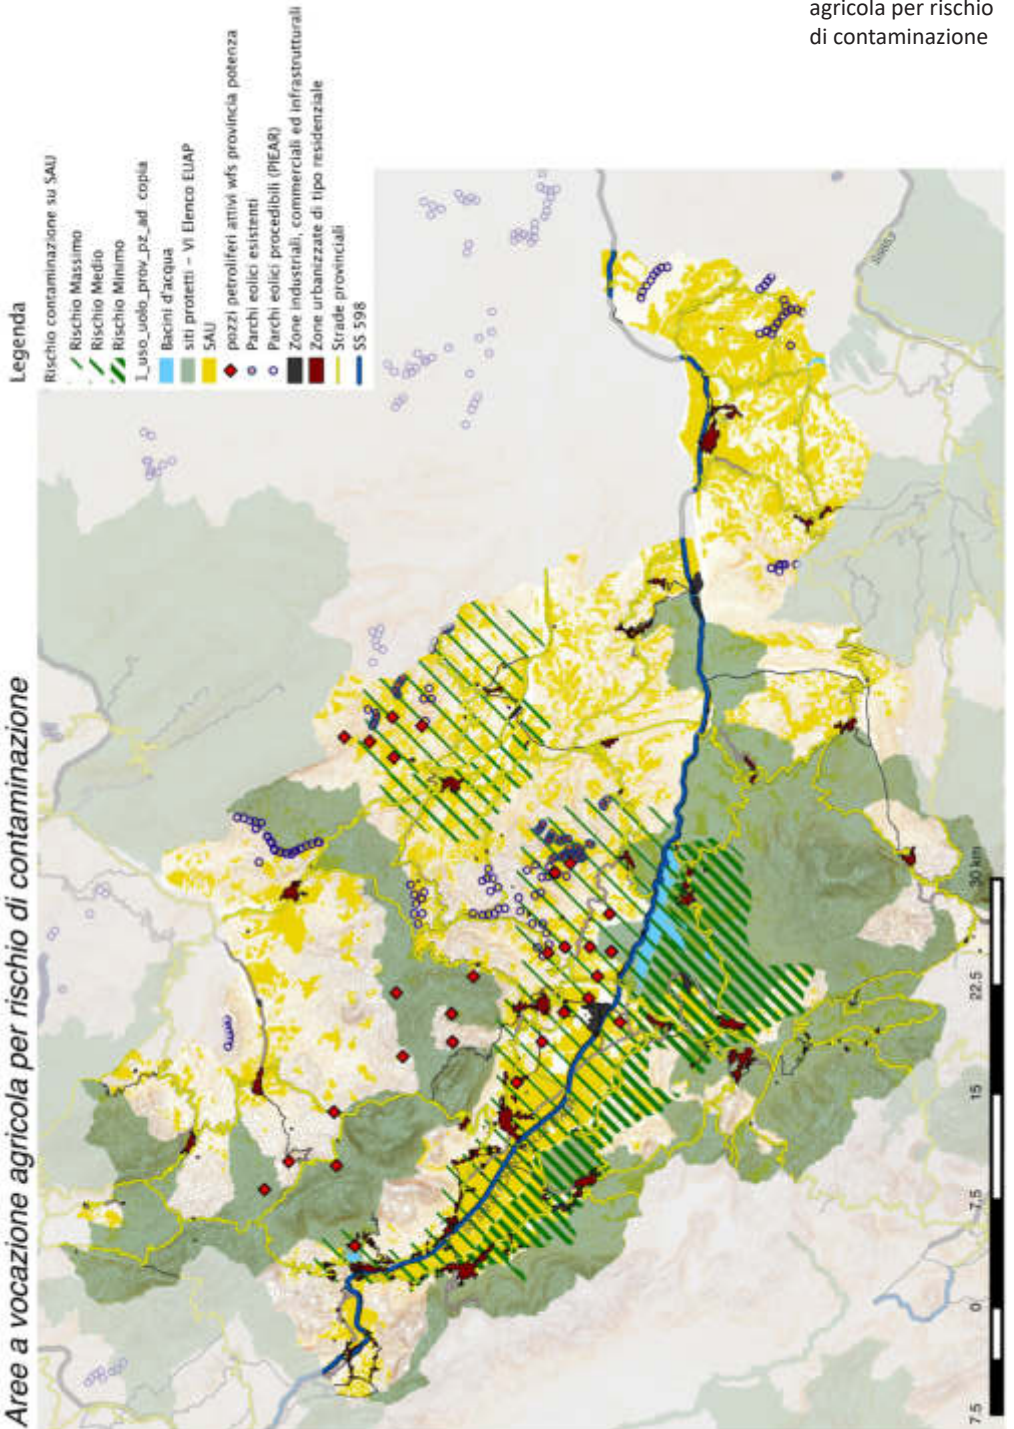 agricola per rischio
di contaminazione
Aree a vocazione agricola per rischio di contaminazione
Legenda
Rischio contaminazione su SAU
Rischio Massimo
Rischio Medio
Rischio Minimo
1_uso_uolo_prov_pz_ad copia
Bacini d'acqua
siti protetti - VI Elenco EUAP
SAU
pozzi petroliferi attivi wfs provincia potenza
Parchi eolici esistenti
Parchi eolici procedibili (PIEAR)
Zone industriali, commerciali ed infrastrutturali
Zone urbanizzate di tipo residenziale
Strade provinciali
SS 598
7.5 0 7.5 15 22.5 30 km